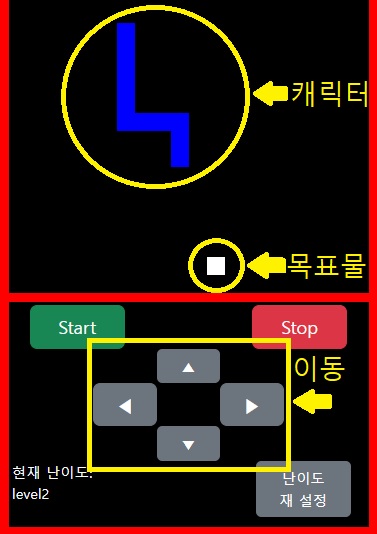 캐릭터
목표물
Start
Stop
이동
▲
◀ ▶
▼
현재 난이도:
level2
난이도
재 설정